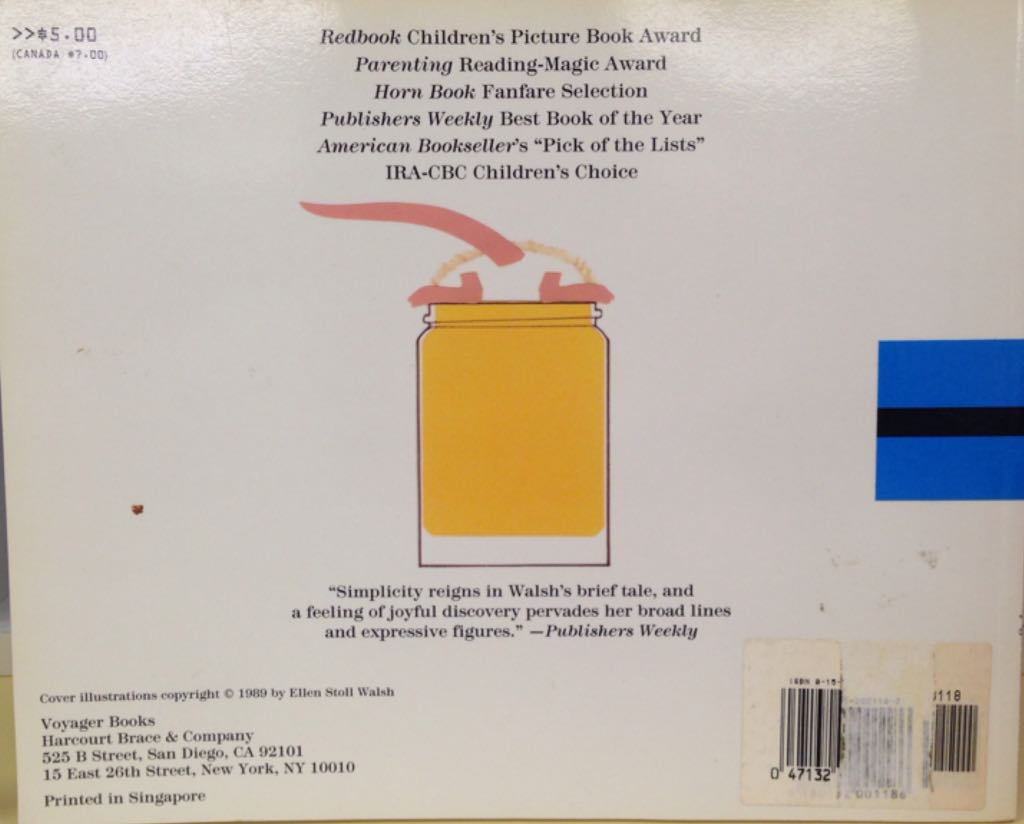 >>$5.00
(CANADA $7.00)
Redbook Children's Picture Book Award
Parenting Reading-Magic Award
Horn Book Fanfare Selection
Publishers Weekly Best Book of the Year
American Bookseller's “Pick of the Lists”
IRA-CBC Children's Choice
“Simplicity reigns in Walsh's brief tale, and
a feeling of joyful discovery pervades her broad lines
and expressive figures.” —Publishers Weekly
Cover illustrations copyright © 1989 by Ellen Stoll Walsh
Voyager Books
Harcourt Brace & Company
525 B Street, San Diego, CA 92101
15 East 26th Street, New York, NY 10010
Printed in Singapore
ISBN 0-15-
0 47132